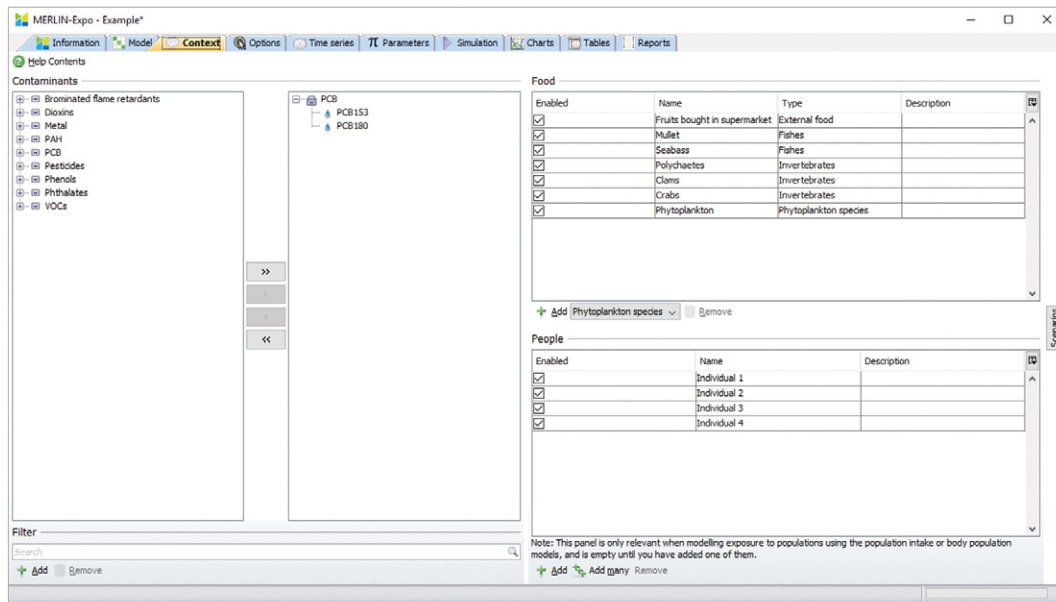 MERLIN-Expo - Example*
Information Model Context Options Time series Parameters Simulation Charts Tables Reports
Help Contents
Contaminants
Brominated flame retardants
Dioxins
Metal
PAH
PCB
Pesticides
Phenols
Phthalates
VOCs
PCB
PCB153
PCB180
>>
>
<
<<
Filter
Search
Add Remove
Food
Enabled Name Type Description
Fruits bought in supermarket External food
Mullet Fishes
Seabass Fishes
Polychaetes Invertebrates
Clams Invertebrates
Crabs Invertebrates
Phytoplankton Phytoplankton species
Add Phytoplankton species Remove
People
Enabled Name Description
Individual 1
Individual 2
Individual 3
Individual 4
Note: This panel is only relevant when modelling exposure to populations using the population intake or body population
models, and is empty until you have added one of them.
Add Add many Remove
Scenarios